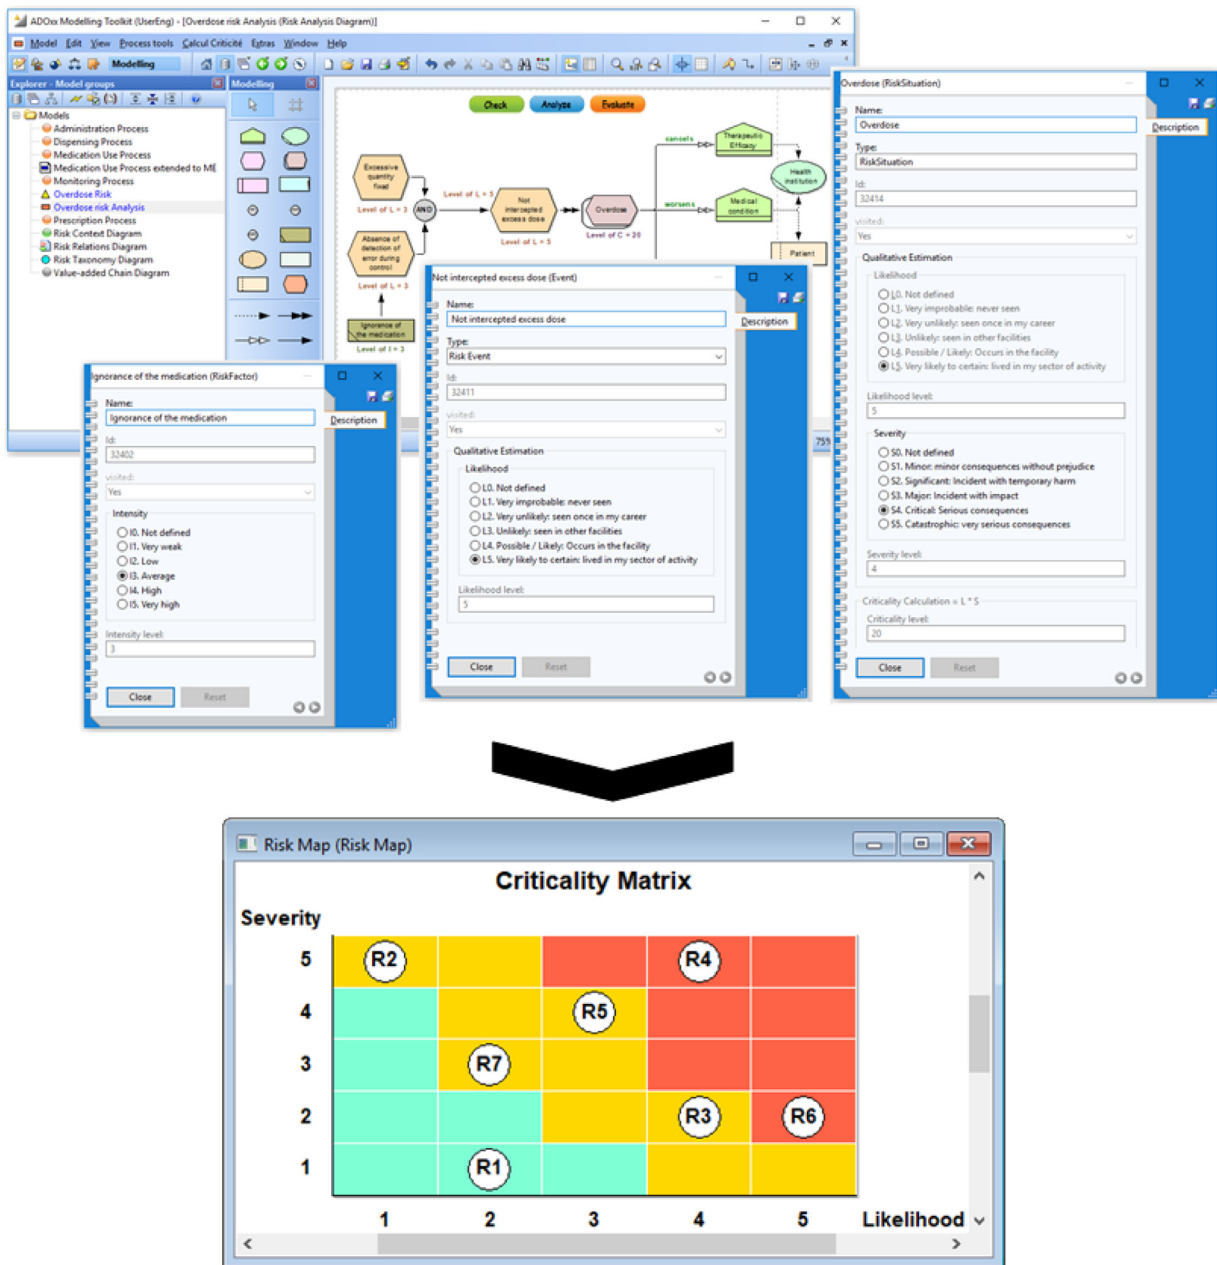 ADOxx Modelling Toolkit (UserEng) - [Overdose risk Analysis (Risk Analysis Diagram)]
Model Edit View Process tools Calcul Criticité Extras Window Help
Modelling
Explorer - Model groups
Models
Administration Process
Dispensing Process
Medication Use Process
Medication Use Process extended to ME
Monitoring Process
Overdose Risk
Overdose risk Analysis
Prescription Process
Risk Context Diagram
Risk Relations Diagram
Risk Taxonomy Diagram
Value-added Chain Diagram
Modelling
Check
Analyze
Evaluate
Excessive
quantity
fixed
Level of L = 3
Absence of
detection of
error during
control
Level of L = 3
Ignorance of
the medication
Level of I = 3
AND
Level of L = 5
Not
intercepted
excess dose
Level of L = 5
Overdose
Level of C = 20
cancels
Therapeutic
Efficacy
worsens
Medical
condition
Health
institution
Patient
75%
Ignorance of the medication (RiskFactor)
Description
Name:
Ignorance of the medication
Id:
32402
visited:
Yes
Intensity
I0. Not defined
I1. Very weak
I2. Low
I3. Average
I4. High
I5. Very high
Intensity level:
3
Close
Reset
Not intercepted excess dose (Event)
Description
Name:
Not intercepted excess dose
Type:
Risk Event
Id:
32411
visited:
Yes
Qualitative Estimation
Likelihood
L0. Not defined
L1. Very improbable: never seen
L2. Very unlikely: seen once in my career
L3. Unlikely: seen in other facilities
L4. Possible / Likely: Occurs in the facility
L5. Very likely to certain: lived in my sector of activity
Likelihood level:
5
Close
Reset
Overdose (RiskSituation)
Description
Name:
Overdose
Type:
RiskSituation
Id:
32414
visited:
Yes
Qualitative Estimation
Likelihood
L0. Not defined
L1. Very improbable: never seen
L2. Very unlikely: seen once in my career
L3. Unlikely: seen in other facilities
L4. Possible / Likely: Occurs in the facility
L5. Very likely to certain: lived in my sector of activity
Likelihood level:
5
Severity
S0. Not defined
S1. Minor: minor consequences without prejudice
S2. Significant: Incident with temporary harm
S3. Major: Incident with impact
S4. Critical: Serious consequences
S5. Catastrophic: very serious consequences
Severity level:
4
Criticality Calculation = L * S
Criticality level:
20
Close
Reset
Risk Map (Risk Map)
Criticality Matrix
Severity
5 R2 R4
4 R5
3 R7
2 R3 R6
1 R1
1 2 3 4 5 Likelihood